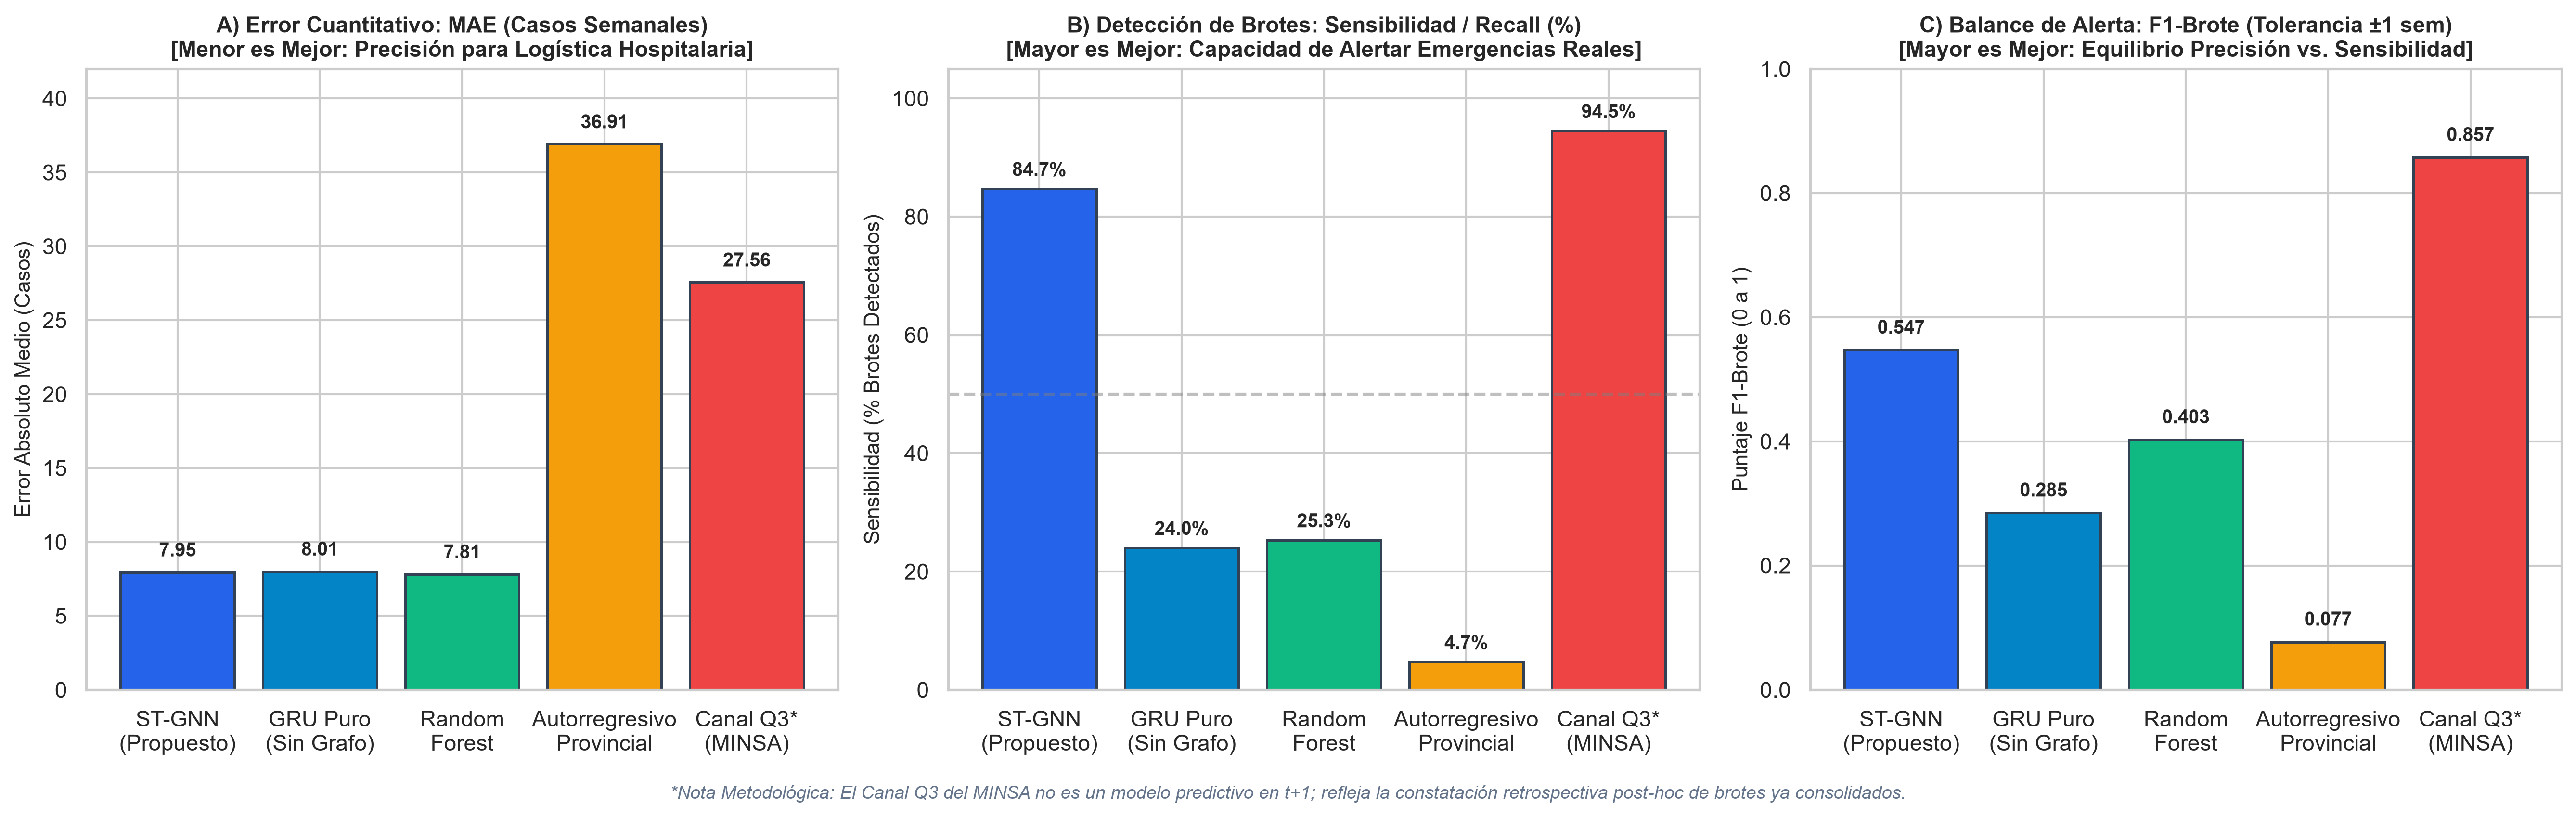 A) Error Cuantitativo: MAE (Casos Semanales)
[Menor es Mejor: Precisión para Logística Hospitalaria]
Error Absoluto Medio (Casos)
40
35
30
25
20
15
10
5
0
7.95
8.01
7.81
36.91
27.56
ST-GNN
(Propuesto)
GRU Puro
(Sin Grafo)
Random
Forest
Autorregresivo
Provincial
Canal Q3*
(MINSA)
B) Detección de Brotes: Sensibilidad / Recall (%)
[Mayor es Mejor: Capacidad de Alertar Emergencias Reales]
Sensibilidad (% Brotes Detectados)
100
80
60
40
20
0
84.7%
24.0%
25.3%
4.7%
94.5%
ST-GNN
(Propuesto)
GRU Puro
(Sin Grafo)
Random
Forest
Autorregresivo
Provincial
Canal Q3*
(MINSA)
C) Balance de Alerta: F1-Brote (Tolerancia ±1 sem)
[Mayor es Mejor: Equilibrio Precisión vs. Sensibilidad]
Puntaje F1-Brote (0 a 1)
1.0
0.8
0.6
0.4
0.2
0.0
0.547
0.285
0.403
0.077
0.857
ST-GNN
(Propuesto)
GRU Puro
(Sin Grafo)
Random
Forest
Autorregresivo
Provincial
Canal Q3*
(MINSA)
*Nota Metodológica: El Canal Q3 del MINSA no es un modelo predictivo en t+1; refleja la constatación retrospectiva post-hoc de brotes ya consolidados.